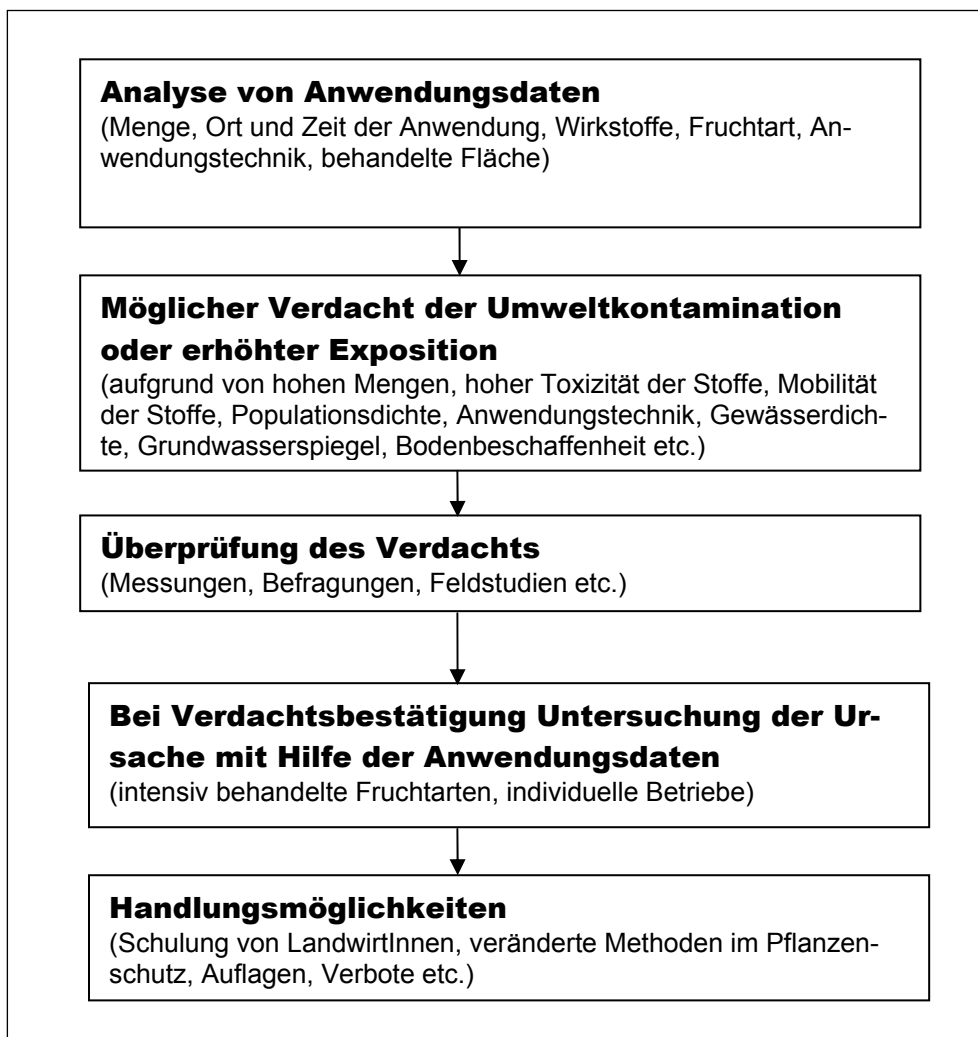 Analyse von Anwendungsdaten
(Menge, Ort und Zeit der Anwendung, Wirkstoffe, Fruchtart, An-
wendungstechnik, behandelte Fläche)
Möglicher Verdacht der Umweltkontamination
oder erhöhter Exposition
(aufgrund von hohen Mengen, hoher Toxizität der Stoffe, Mobilität
der Stoffe, Populationsdichte, Anwendungstechnik, Gewässerdich-
te, Grundwasserspiegel, Bodenbeschaffenheit etc.)
Überprüfung des Verdachts
(Messungen, Befragungen, Feldstudien etc.)
Bei Verdachtsbestätigung Untersuchung der Ur-
sache mit Hilfe der Anwendungsdaten
(intensiv behandelte Fruchtarten, individuelle Betriebe)
Handlungsmöglichkeiten
(Schulung von LandwirtInnen, veränderte Methoden im Pflanzen-
schutz, Auflagen, Verbote etc.)